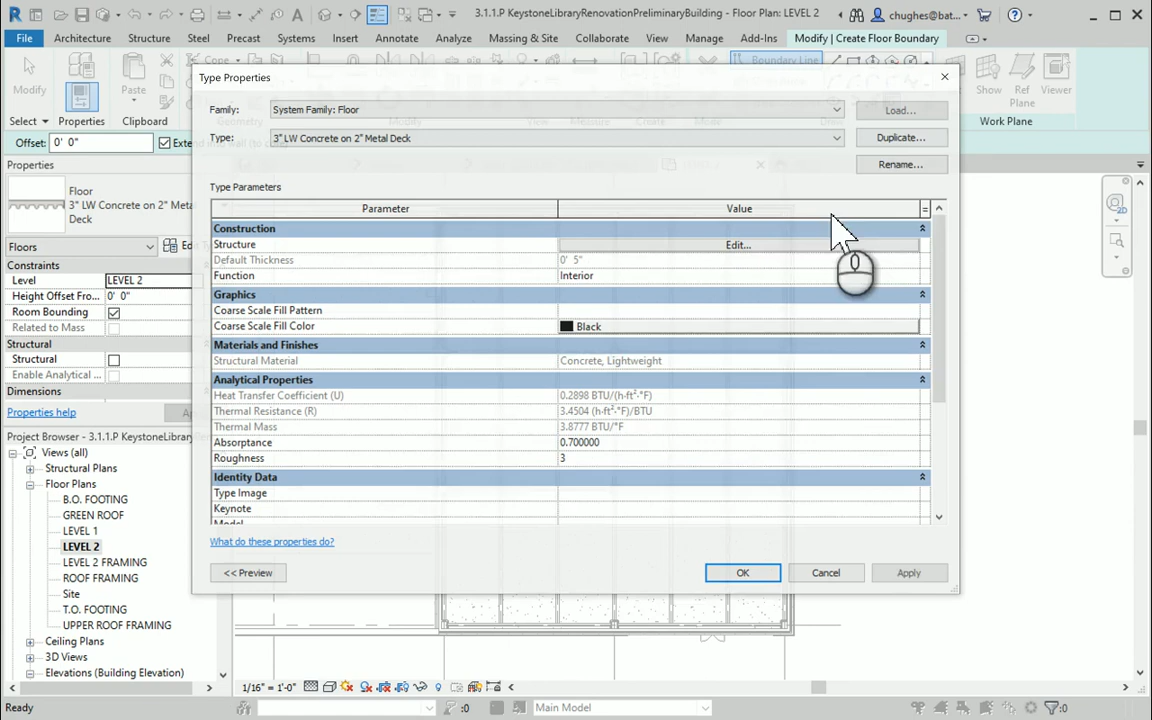 3.1.1.P KeystoneLibraryRenovationPreliminaryBuilding - Floor Plan: LEVEL 2
chughes@bat...
File Architecture Structure Steel Precast Systems Insert Annotate Analyze Massing & Site Collaborate View Manage Add-Ins Modify | Create Floor Boundary
Modify
Paste
Cope
Boundary Line
Show
Ref Plane
Viewer
Select Properties Clipboard Work Plane
Offset: 0' 0" Extend
Properties
Floor
3" LW Concrete on 2" Metal
Deck
Floors
Constraints
Level LEVEL 2
Height Offset Fro... 0' 0"
Room Bounding
Related to Mass
Structural
Structural
Enable Analytical ...
Dimensions
Properties help
Project Browser - 3.1.1.P KeystoneLibrary
Views (all)
Structural Plans
Floor Plans
B.O. FOOTING
GREEN ROOF
LEVEL 1
LEVEL 2
LEVEL 2 FRAMING
ROOF FRAMING
Site
T.O. FOOTING
UPPER ROOF FRAMING
Ceiling Plans
3D Views
Elevations (Building Elevation)
Type Properties
Family: System Family: Floor Load...
Type: 3" LW Concrete on 2" Metal Deck Duplicate...
Rename...
Type Parameters
Parameter Value =
Construction
Structure Edit...
Default Thickness 0' 5"
Function Interior
Graphics
Coarse Scale Fill Pattern
Coarse Scale Fill Color Black
Materials and Finishes
Structural Material Concrete, Lightweight
Analytical Properties
Heat Transfer Coefficient (U) 0.2898 BTU/(h·ft²·°F)
Thermal Resistance (R) 3.4504 (h·ft²·°F)/BTU
Thermal Mass 3.8777 BTU/°F
Absorptance 0.700000
Roughness 3
Identity Data
Type Image
Keynote
Model
What do these properties do?
<< Preview OK Cancel Apply
1/16" = 1'-0"
Ready :0 Main Model :0